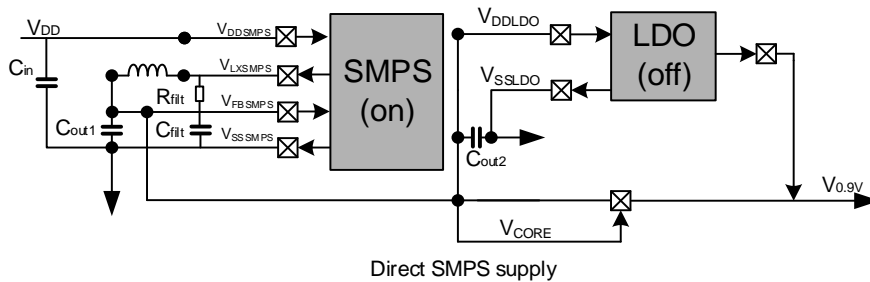 VDD
VDDSMPS
Cin
VLXSMPS
Rfilt
VFBSMPS
Cout1
Cfilt
VSSSMPS
SMPS
(on)
VDDLDO
VSSLDO
LDO
(off)
Cout2
V0.9V
VCORE
Direct SMPS supply